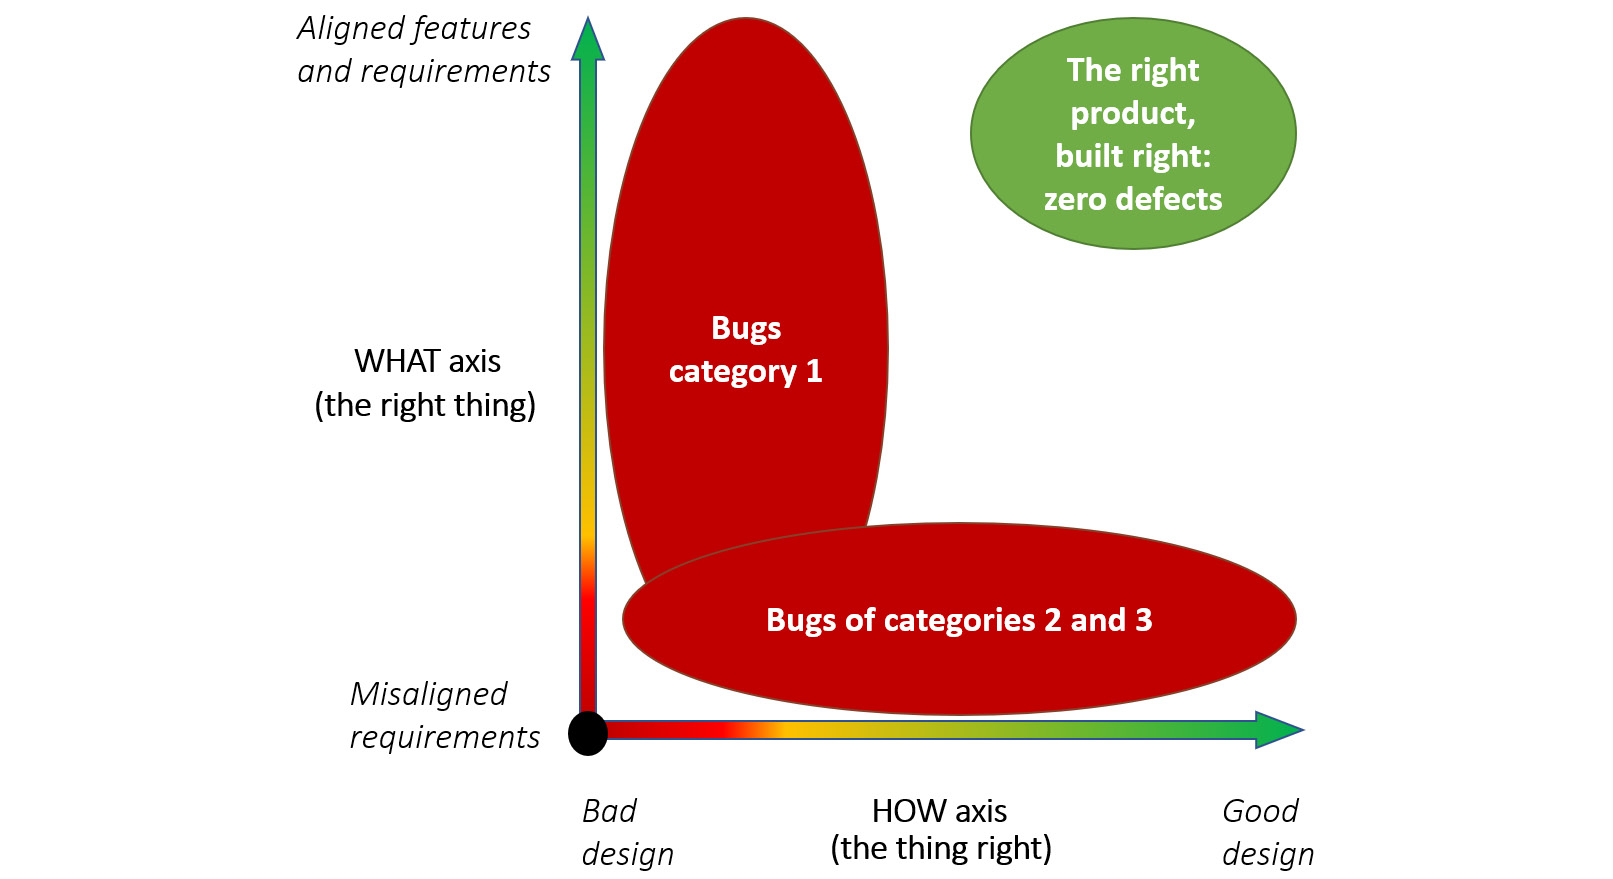 Aligned features
and requirements
The right
product,
built right:
zero defects
Bugs
category 1
WHAT axis
(the right thing)
Bugs of categories 2 and 3
Misaligned
requirements
Bad
design
HOW axis
(the thing right)
Good
design